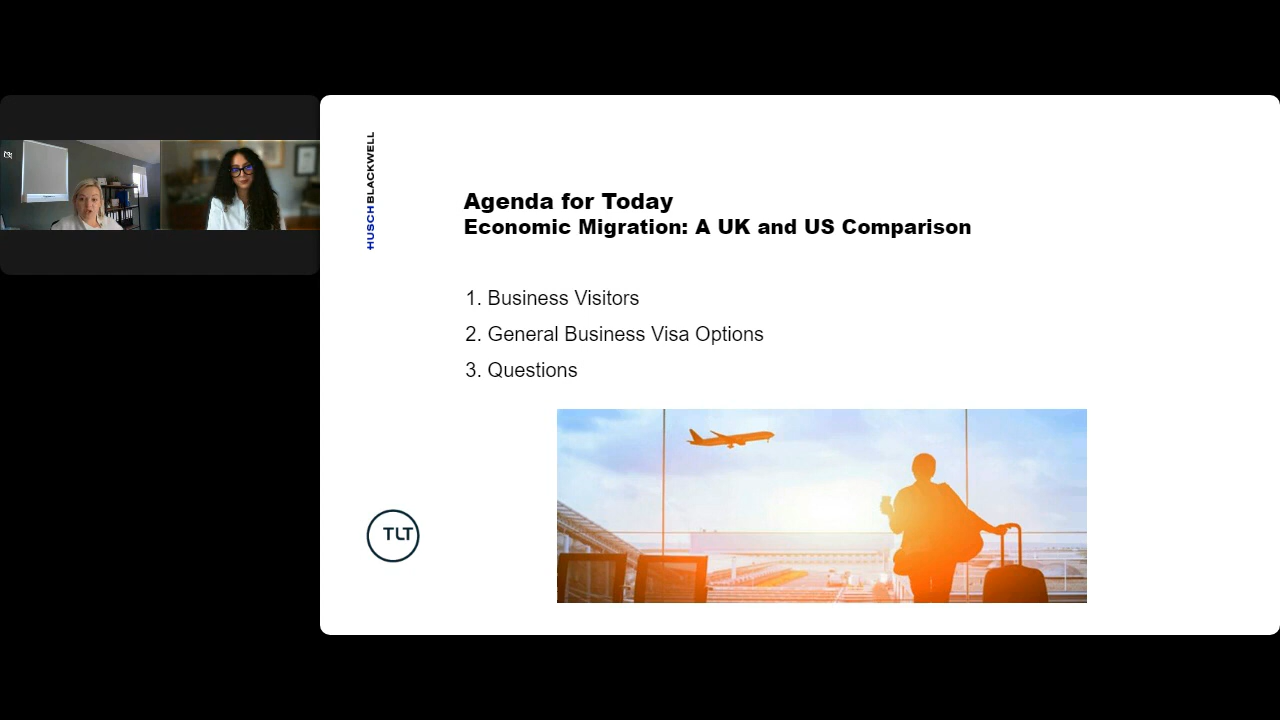 HUSCHBLACKWELL
Agenda for Today
Economic Migration: A UK and US Comparison
1. Business Visitors
2. General Business Visa Options
3. Questions
TLT